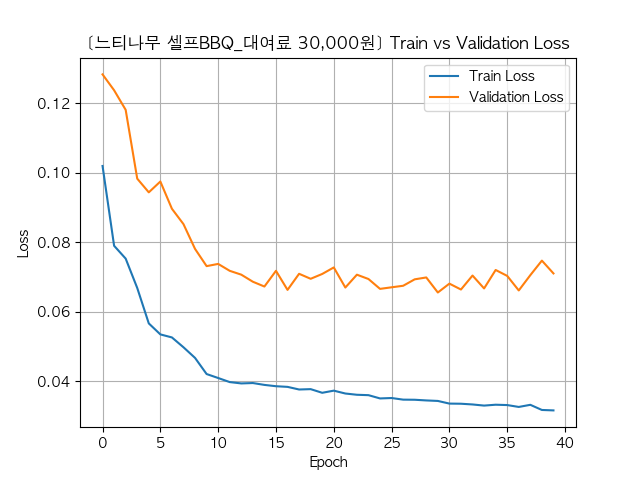 [느티나무 셀프BBQ_대여료 30,000원] Train vs Validation Loss
Train Loss
Validation Loss
Loss
0.12
0.10
0.08
0.06
0.04
0 5 10 15 20 25 30 35 40
Epoch